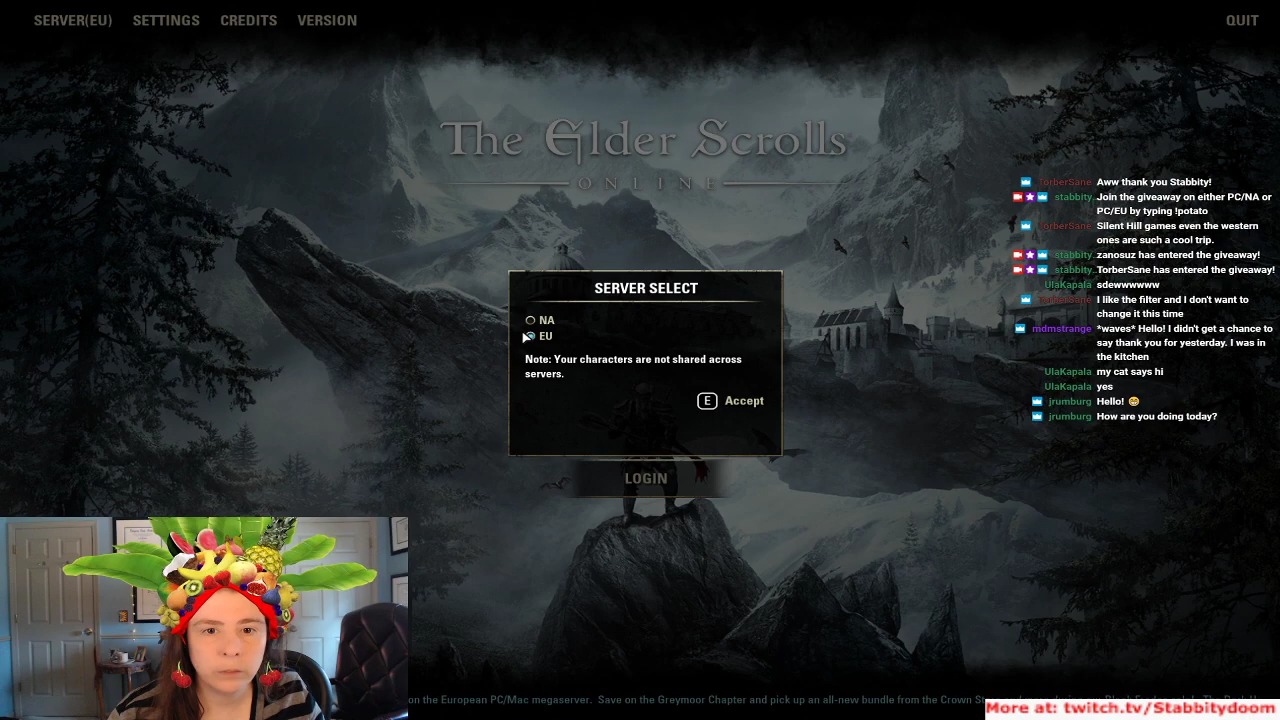 SERVER(EU) SETTINGS CREDITS VERSION QUIT
The Elder Scrolls
ONLINE
TorberSane Aww thank you Stabbity!
stabbity. Join the giveaway on either PC/NA or
PC/EU by typing !potato
TorberSane Silent Hill games even the western
ones are such a cool trip.
stabbity. zanosuz has entered the giveaway!
stabbity. TorberSane has entered the giveaway!
UlaKapala sdewwwwww
TorberSane I like the filter and I don't want to
change it this time
mdmstrange *waves* Hello! I didn't get a chance to
say thank you for yesterday. I was in
the kitchen
UlaKapala my cat says hi
UlaKapala yes
jrumburg Hello! 😊
jrumburg How are you doing today?
SERVER SELECT
NA
EU
Note: Your characters are not shared across
servers.
E Accept
LOGIN
on the European PC/Mac megaserver. Save on the Greymoor Chapter and pick up an all-new bundle from the Crown
More at: twitch.tv/Stabbitydoom